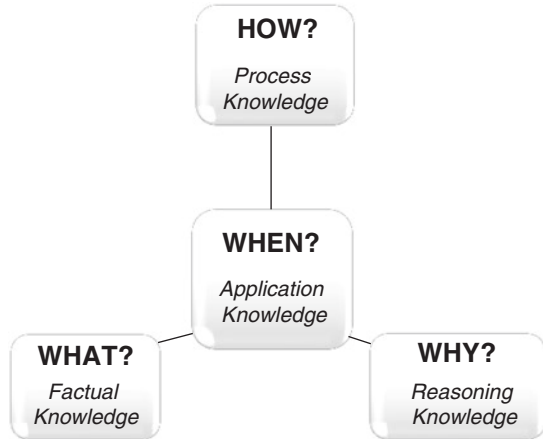 HOW?
Process
Knowledge
WHEN?
Application
Knowledge
WHAT?
Factual
Knowledge
WHY?
Reasoning
Knowledge